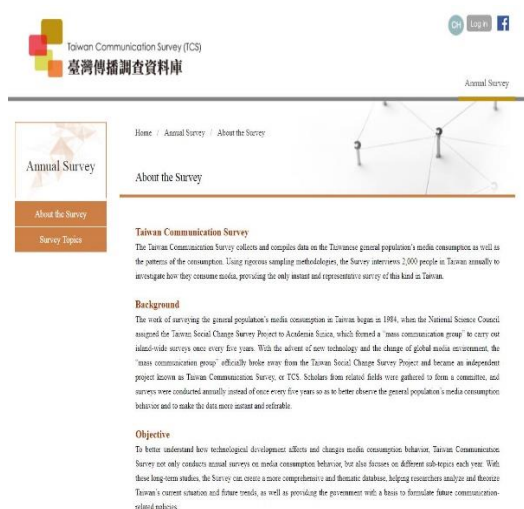 CH
Log in
f
Taiwan Communication Survey (TCS)
臺灣傳播調查資料庫
Annual Survey
Home / Annual Survey / About the Survey
Annual Survey
About the Survey
About the Survey
Survey Topics
Taiwan Communication Survey
The Taiwan Communication Survey collects and compiles data on the Taiwanese general population's media consumption as well as
the patterns of the consumption. Using rigorous sampling methodologies, the Survey interviews 2,000 people in Taiwan annually to
investigate how they consume media, providing the only instant and representative survey of this kind in Taiwan.
Background
The work of surveying the general population's media consumption in Taiwan began in 1984, when the National Science Council
assigned the Taiwan Social Change Survey Project to Academia Sinica, which formed a "mass communication group" to carry out
island-wide surveys once every five years. With the advent of new technology and the change of global media environment, the
"mass communication group" officially broke away from the Taiwan Social Change Survey Project and became an independent
project known as Taiwan Communication Survey, or TCS. Scholars from related fields were gathered to form a committee, and
surveys were conducted annually instead of once every five years so as to better observe the general population's media consumption
behavior and to make the data more instant and referable.
Objective
To better understand how technological development affects and changes media consumption behavior, Taiwan Communication
Survey not only conducts annual surveys on media consumption behavior, but also focuses on different sub-topics each year. With
these long-term studies, the Survey can create a more comprehensive and thematic database, helping researchers analyze and theorize
Taiwan's current situation and future trends, as well as providing the government with a basis to formulate future communication-
related policies.